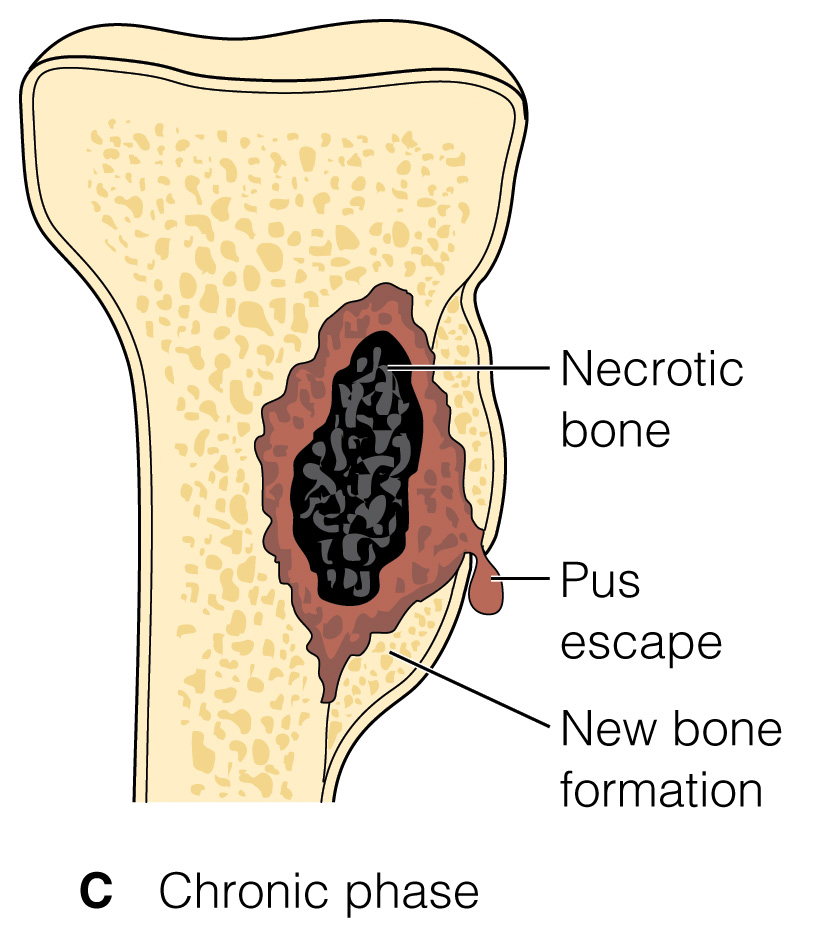 Necrotic
bone
Pus
escape
New bone
formation
C Chronic phase